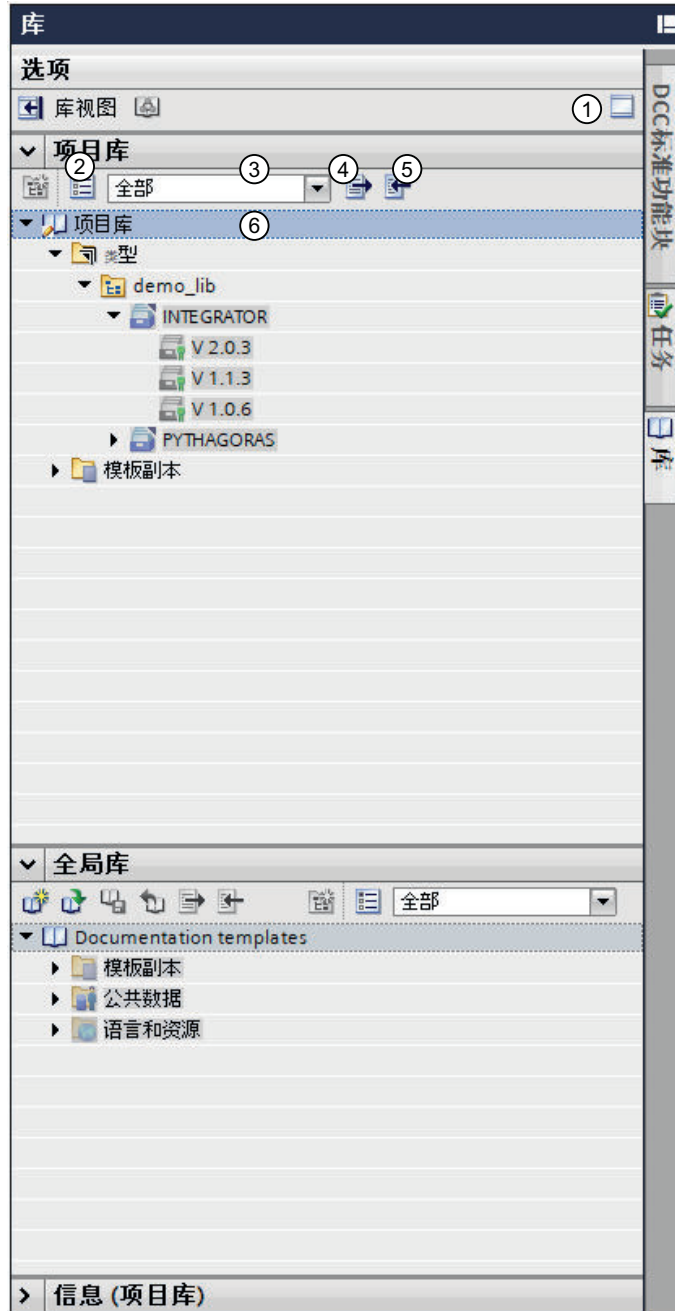 库
选项
库视图
①
项目库
② ③ ④ ⑤
全部
项目库 ⑥
类型
demo_lib
INTEGRATOR
V 2.0.3
V 1.1.3
V 1.0.6
PYTHAGORAS
模板副本
全局库
全部
Documentation templates
模板副本
公共数据
语言和资源
信息 (项目库)
DCC标准功能块
任务
库